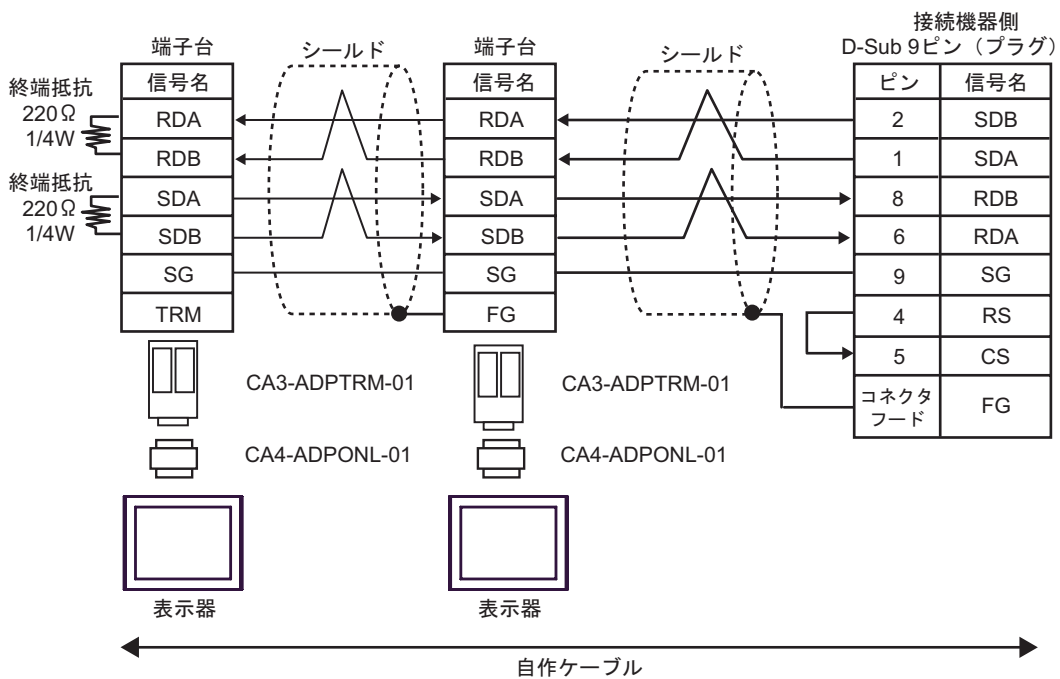 接続機器側
端子台
シールド
端子台
シールド
D-Sub 9ピン（プラグ）
終端抵抗
220Ω
1/4W
終端抵抗
220Ω
1/4W
信号名
RDA
RDB
SDA
SDB
SG
TRM
信号名
RDA
RDB
SDA
SDB
SG
FG
ピン 信号名
2 SDB
1 SDA
8 RDB
6 RDA
9 SG
4 RS
5 CS
コネクタ
フード
FG
CA3-ADPTRM-01
CA3-ADPTRM-01
CA4-ADPONL-01
CA4-ADPONL-01
表示器
表示器
自作ケーブル